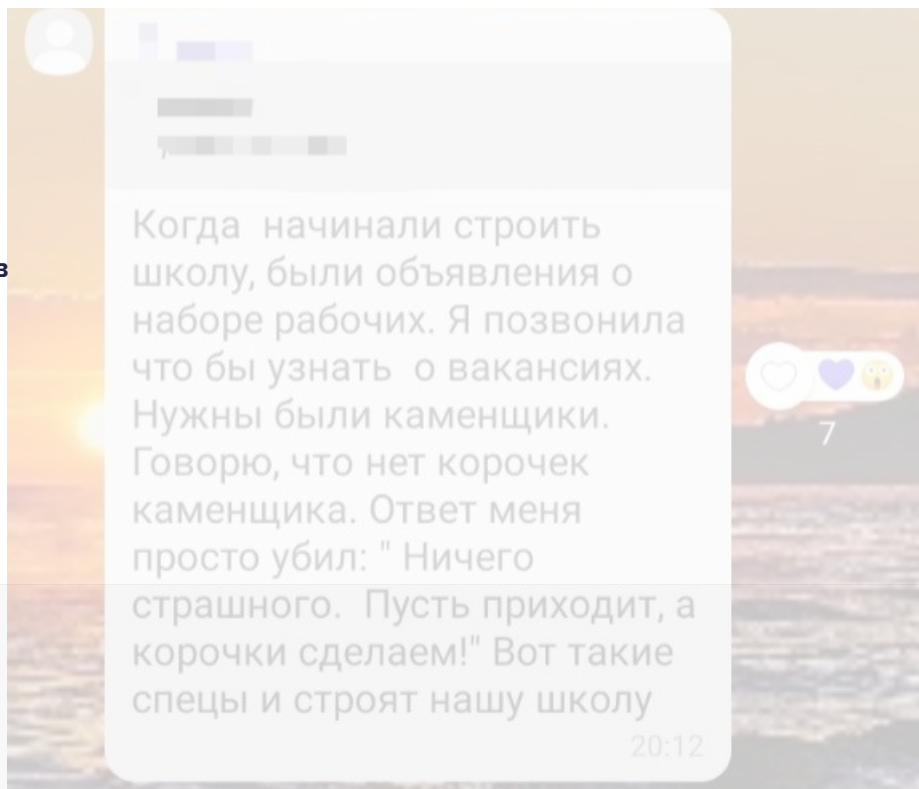 в
Когда  начинали строить
школу, были объявления о
наборе рабочих. Я позвонила
что бы узнать  о вакансиях.
Нужны были каменщики.
Говорю, что нет корочек
каменщика. Ответ меня
просто убил: " Ничего
страшного.  Пусть приходит, а
корочки сделаем!" Вот такие
спецы и строят нашу школу
20:12
7